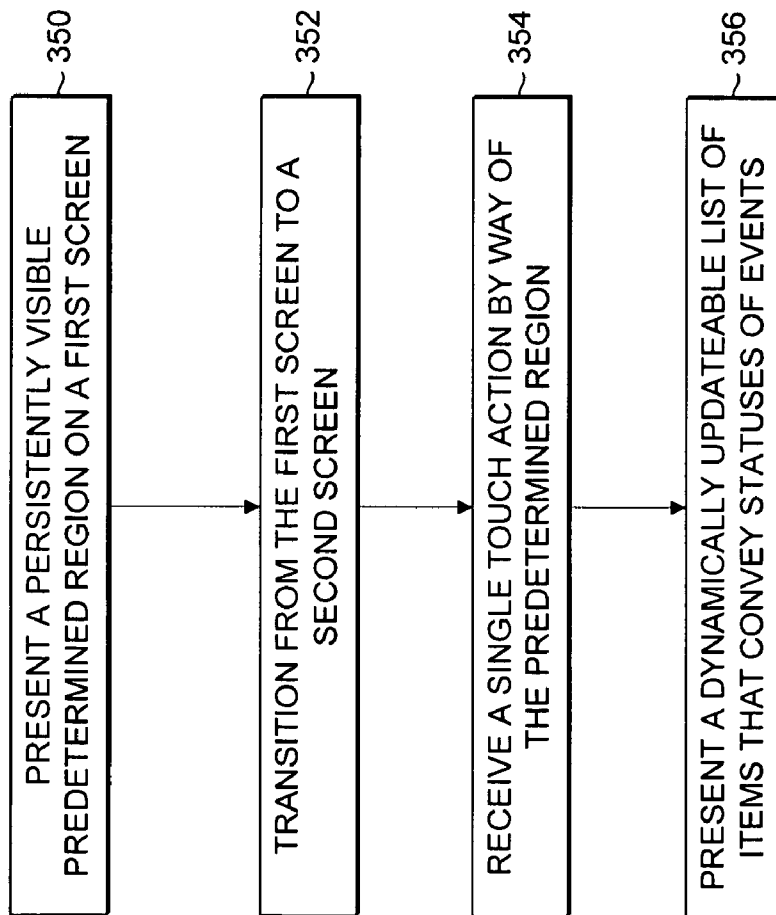 PRESENT A PERSISTENTLY VISIBLE
PREDETERMINED REGION ON A FIRST SCREEN
350
TRANSITION FROM THE FIRST SCREEN TO A
SECOND SCREEN
352
RECEIVE A SINGLE TOUCH ACTION BY WAY OF
THE PREDETERMINED REGION
354
PRESENT A DYNAMICALLY UPDATEABLE LIST OF
ITEMS THAT CONVEY STATUSES OF EVENTS
356